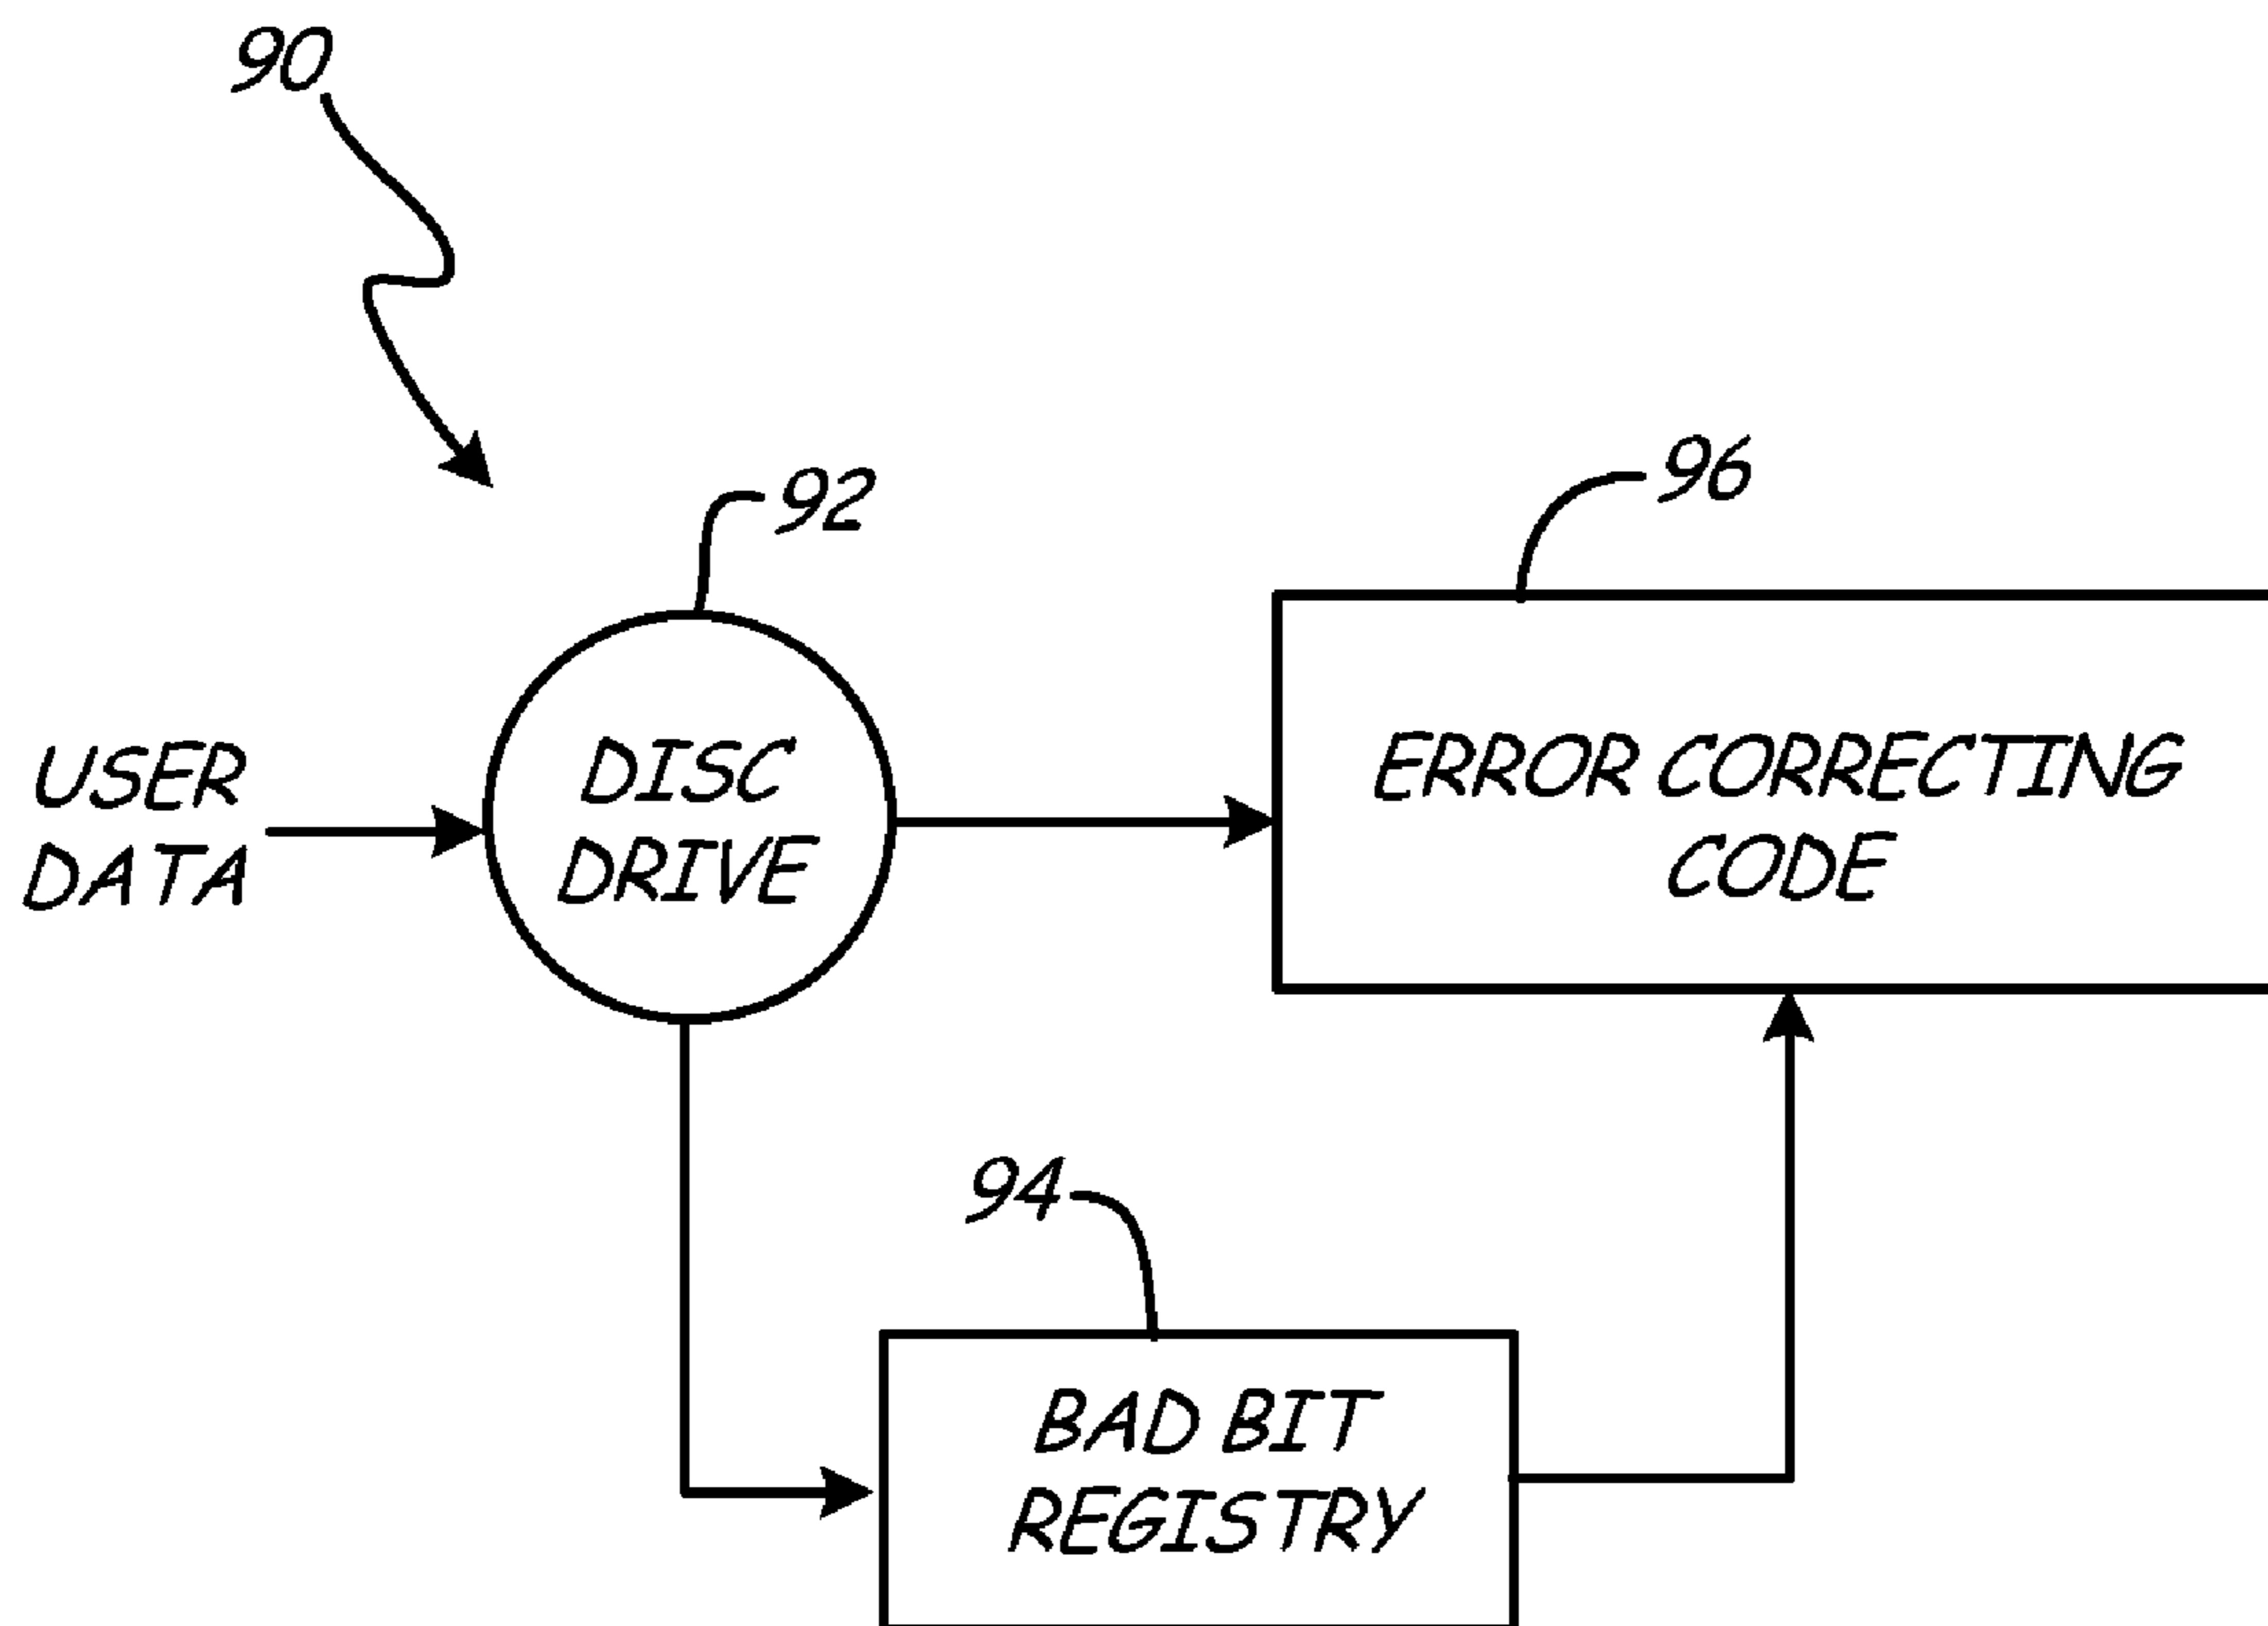 90
92
96
USER
DATA
DISC
DRIVE
ERROR CORRECTING
CODE
94
BAD BIT
REGISTRY